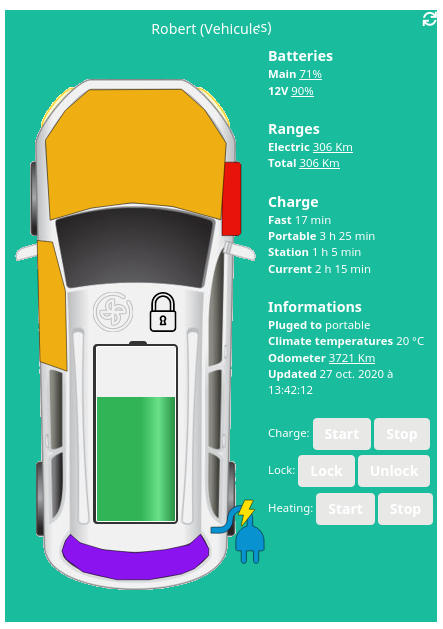 Robert (Vehicules)
Batteries
Main 71%
12V 90%
Ranges
Electric 306 Km
Total 306 Km
Charge
Fast 17 min
Portable 3 h 25 min
Station 1 h 5 min
Current 2 h 15 min
Informations
Pluged to portable
Climate temperatures 20 °C
Odometer 3721 Km
Updated 27 oct. 2020 à
13:42:12
Charge: Start Stop
Lock: Lock Unlock
Heating: Start Stop